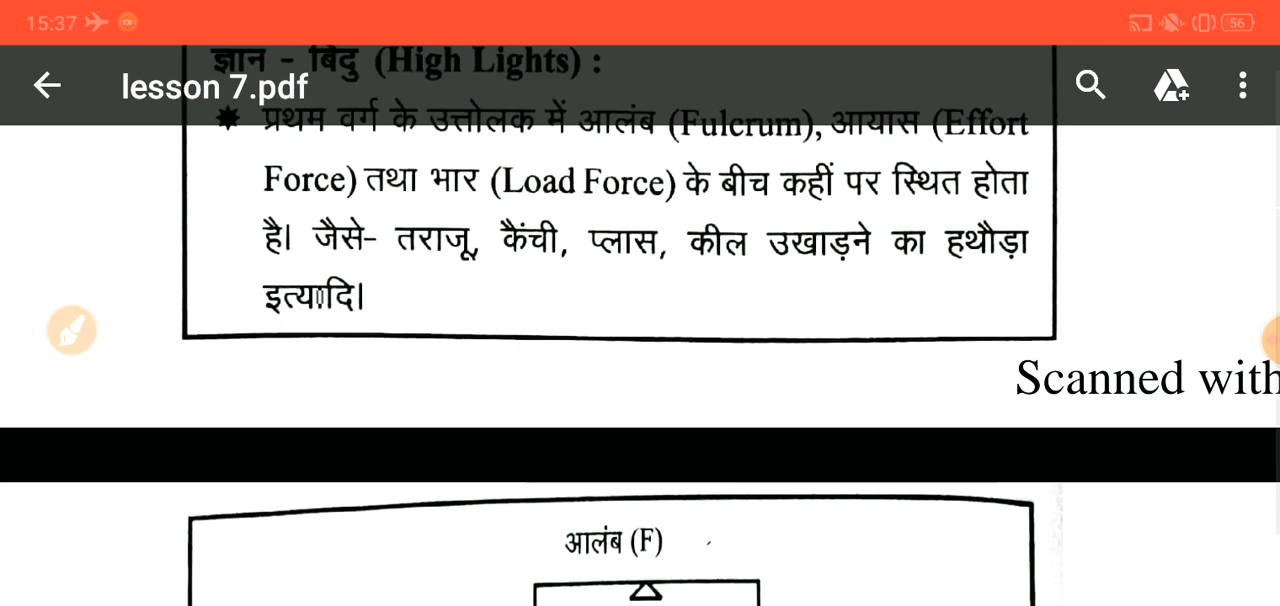 15:37
56
ज्ञान - बिंदु (High Lights) :
lesson 7.pdf
* प्रथम वर्ग के उत्तोलक में आलंब (Fulcrum), आयास (Effort
Force) तथा भार (Load Force) के बीच कहीं पर स्थित होता
है। जैसे- तराजू, कैंची, प्लास, कील उखाड़ने का हथौड़ा
इत्यादि।
Scanned with
आलंब (F)